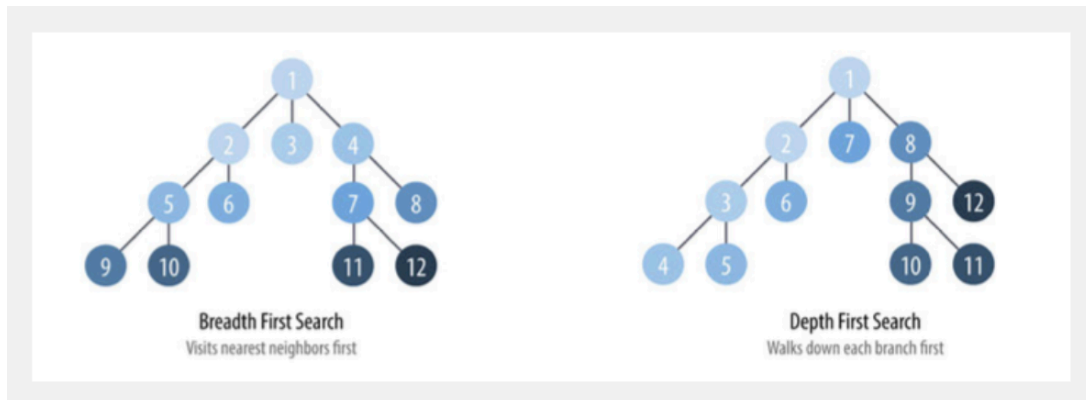 1
2 3 4
5 6 7 8
9 10 11 12
Breadth First Search
Visits nearest neighbors first
1
2 7 8
3 6 9 12
4 5 10 11
Depth First Search
Walks down each branch first